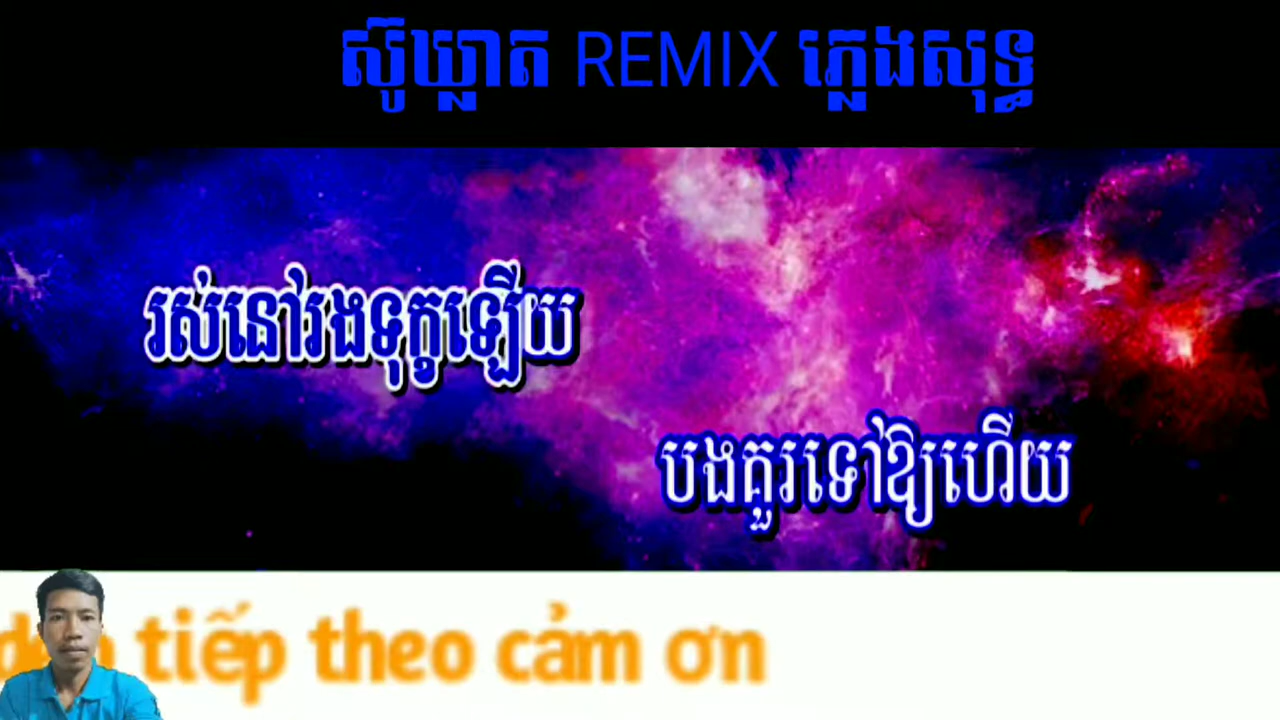 ស៊ូឃ្លាត REMIX ភ្លេងសុទ្ធ
រស់នៅរងទុក្ខឡើយ
បងគួរទៅឱ្យហើយ
tiếp theo cảm ơn